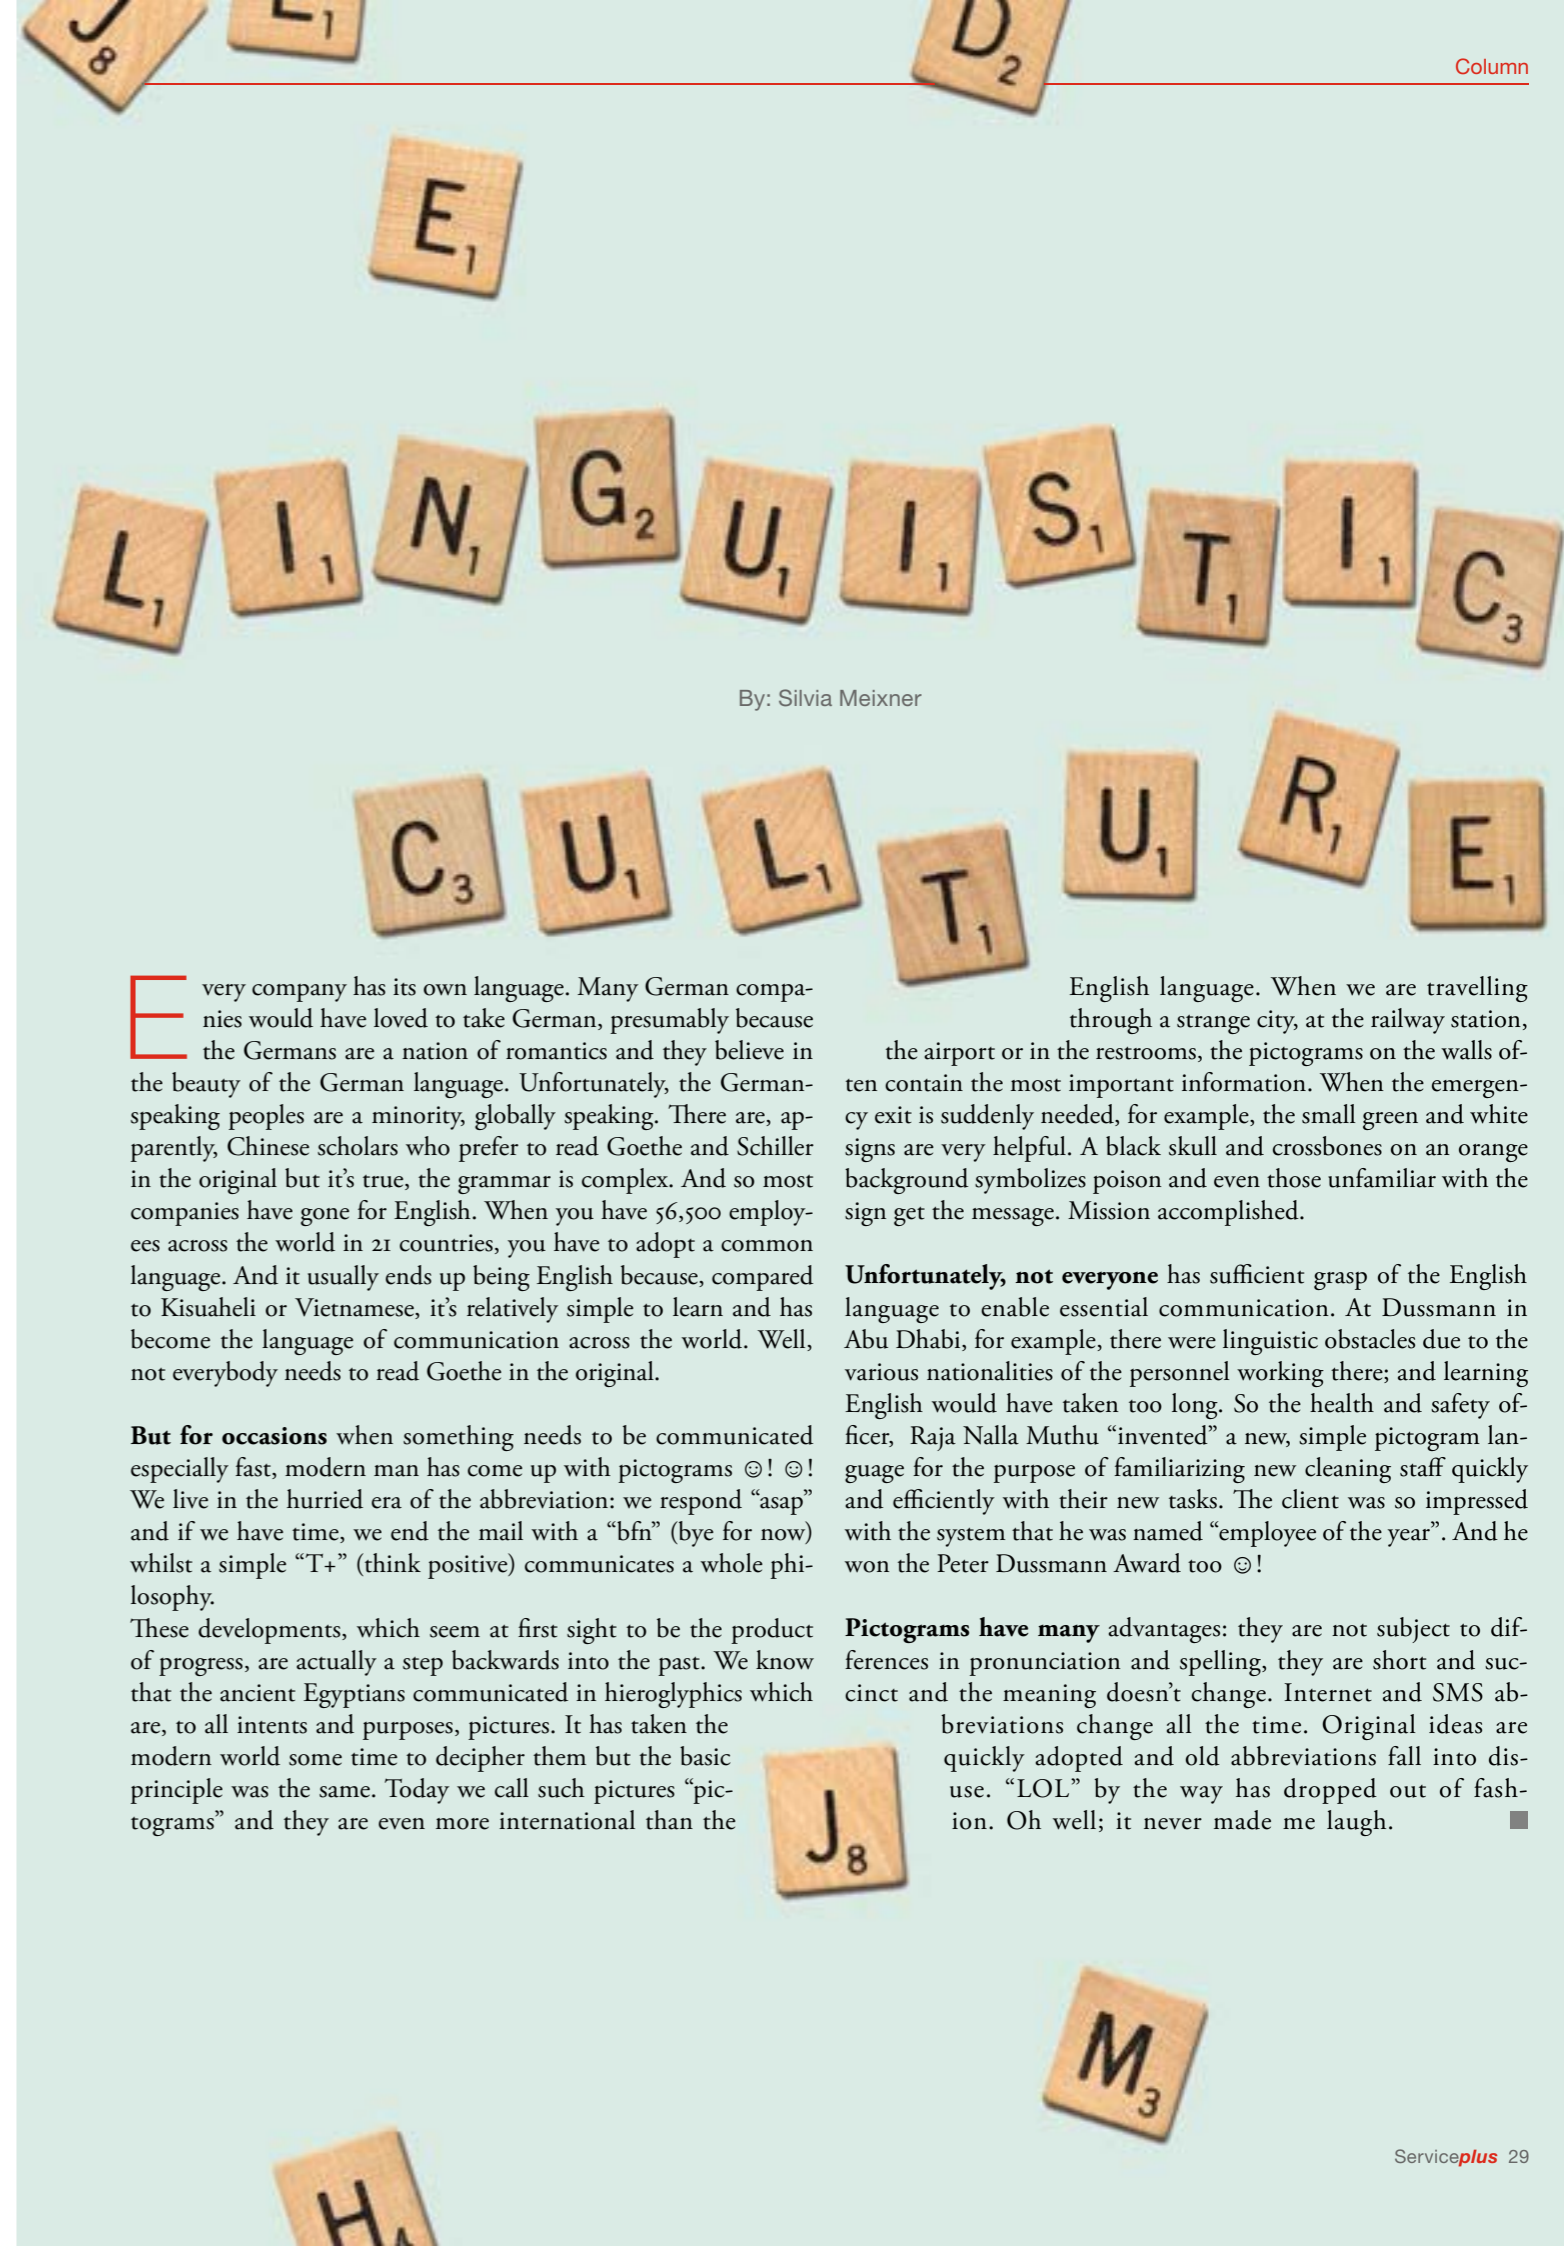 J8
1
D2
Column
E1
L1 I1 N1 G2 U1 I1 S1 T1 I1 C3
By: Silvia Meixner
C3 U1 L1 T1 U1 R1 E1
Every company has its own language. Many German compa-
nies would have loved to take German, presumably because
the Germans are a nation of romantics and they believe in
the beauty of the German language. Unfortunately, the German-
speaking peoples are a minority, globally speaking. There are, ap-
parently, Chinese scholars who prefer to read Goethe and Schiller
in the original but it's true, the grammar is complex. And so most
companies have gone for English. When you have 56,500 employ-
ees across the world in 21 countries, you have to adopt a common
language. And it usually ends up being English because, compared
to Kisuaheli or Vietnamese, it's relatively simple to learn and has
become the language of communication across the world. Well,
not everybody needs to read Goethe in the original.
But for occasions when something needs to be communicated
especially fast, modern man has come up with pictograms ☺! ☺!
We live in the hurried era of the abbreviation: we respond “asap”
and if we have time, we end the mail with a “bfn” (bye for now)
whilst a simple “T+” (think positive) communicates a whole phi-
losophy.
These developments, which seem at first sight to be the product
of progress, are actually a step backwards into the past. We know
that the ancient Egyptians communicated in hieroglyphics which
are, to all intents and purposes, pictures. It has taken the
modern world some time to decipher them but the basic
principle was the same. Today we call such pictures “pic-
tograms” and they are even more international than the
English language. When we are travelling
through a strange city, at the railway station,
the airport or in the restrooms, the pictograms on the walls of-
ten contain the most important information. When the emergen-
cy exit is suddenly needed, for example, the small green and white
signs are very helpful. A black skull and crossbones on an orange
background symbolizes poison and even those unfamiliar with the
sign get the message. Mission accomplished.
Unfortunately, not everyone has sufficient grasp of the English
language to enable essential communication. At Dussmann in
Abu Dhabi, for example, there were linguistic obstacles due to the
various nationalities of the personnel working there; and learning
English would have taken too long. So the health and safety of-
ficer, Raja Nalla Muthu “invented” a new, simple pictogram lan-
guage for the purpose of familiarizing new cleaning staff quickly
and efficiently with their new tasks. The client was so impressed
with the system that he was named “employee of the year”. And he
won the Peter Dussmann Award too ☺!
Pictograms have many advantages: they are not subject to dif-
ferences in pronunciation and spelling, they are short and suc-
cinct and the meaning doesn't change. Internet and SMS ab-
breviations change all the time. Original ideas are
quickly adopted and old abbreviations fall into dis-
use. “LOL” by the way has dropped out of fash-
ion. Oh well; it never made me laugh.
J8
M3
H4
Serviceplus 29